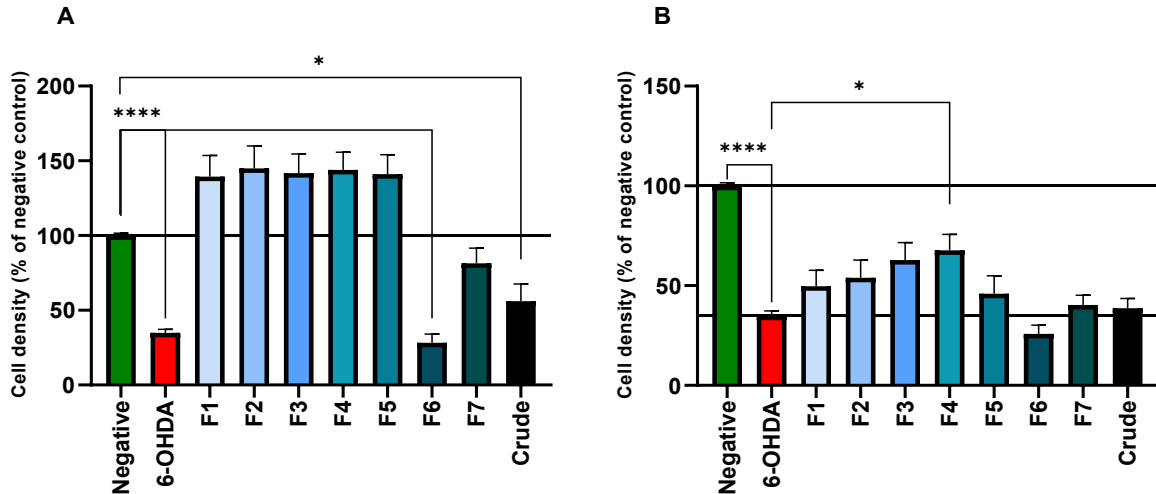 A
Cell density (% of negative control)
200
150
100
50
0
*
****
Negative
6-OHDA
F1
F2
F3
F4
F5
F6
F7
Crude
B
Cell density (% of negative control)
150
100
50
0
*
****
Negative
6-OHDA
F1
F2
F3
F4
F5
F6
F7
Crude